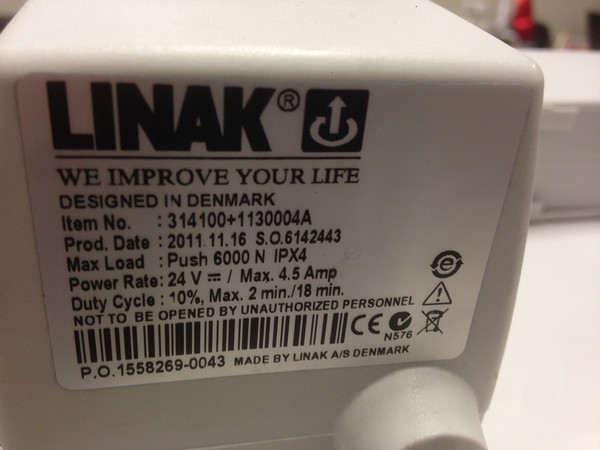 LINAK®
WE IMPROVE YOUR LIFE
DESIGNED IN DENMARK
Item No. : 314100+1130004A
Prod. Date : 2011.11.16 S.O.6142443
Max Load : Push 6000 N IPX4
Power Rate: 24 V ⎓ / Max. 4.5 Amp
Duty Cycle : 10%, Max. 2 min./18 min.
NOT TO BE OPENED BY UNAUTHORIZED PERSONNEL
CE N576
P.O.1558269-0043 MADE BY LINAK A/S DENMARK